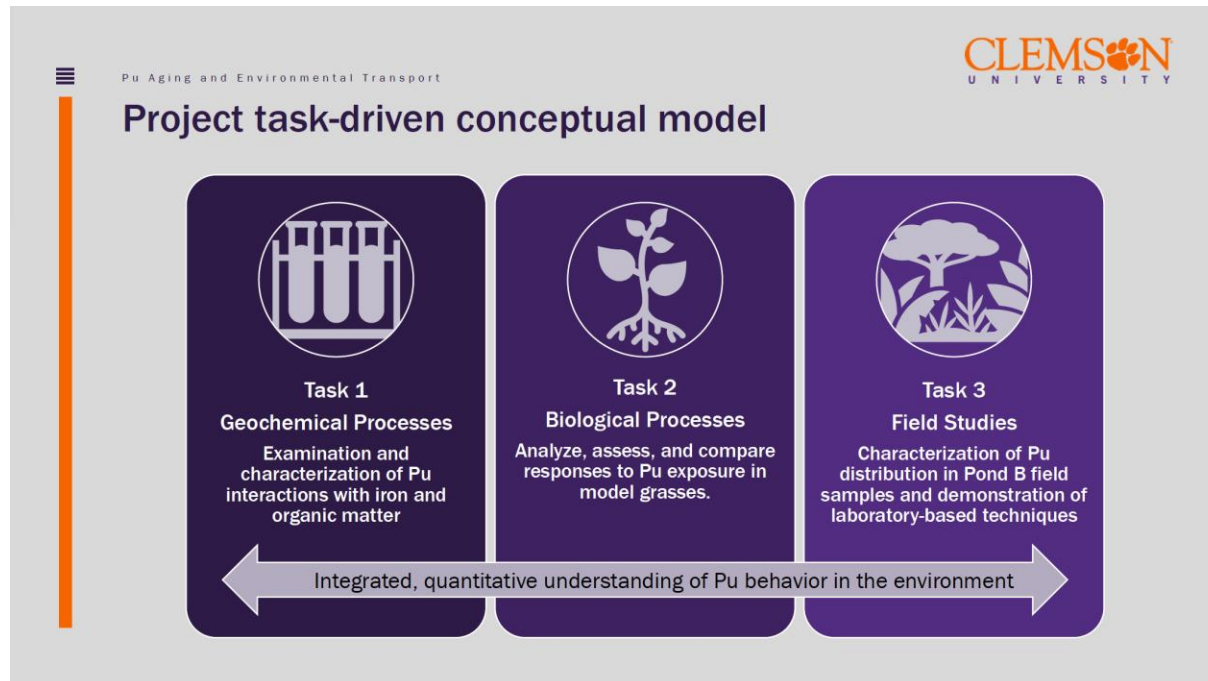 Pu Aging and Environmental Transport
CLEMSON
UNIVERSITY
Project task-driven conceptual model
Task 1
Geochemical Processes
Examination and
characterization of Pu
interactions with iron and
organic matter
Task 2
Biological Processes
Analyze, assess, and compare
responses to Pu exposure in
model grasses.
Task 3
Field Studies
Characterization of Pu
distribution in Pond B field
samples and demonstration of
laboratory-based techniques
Integrated, quantitative understanding of Pu behavior in the environment